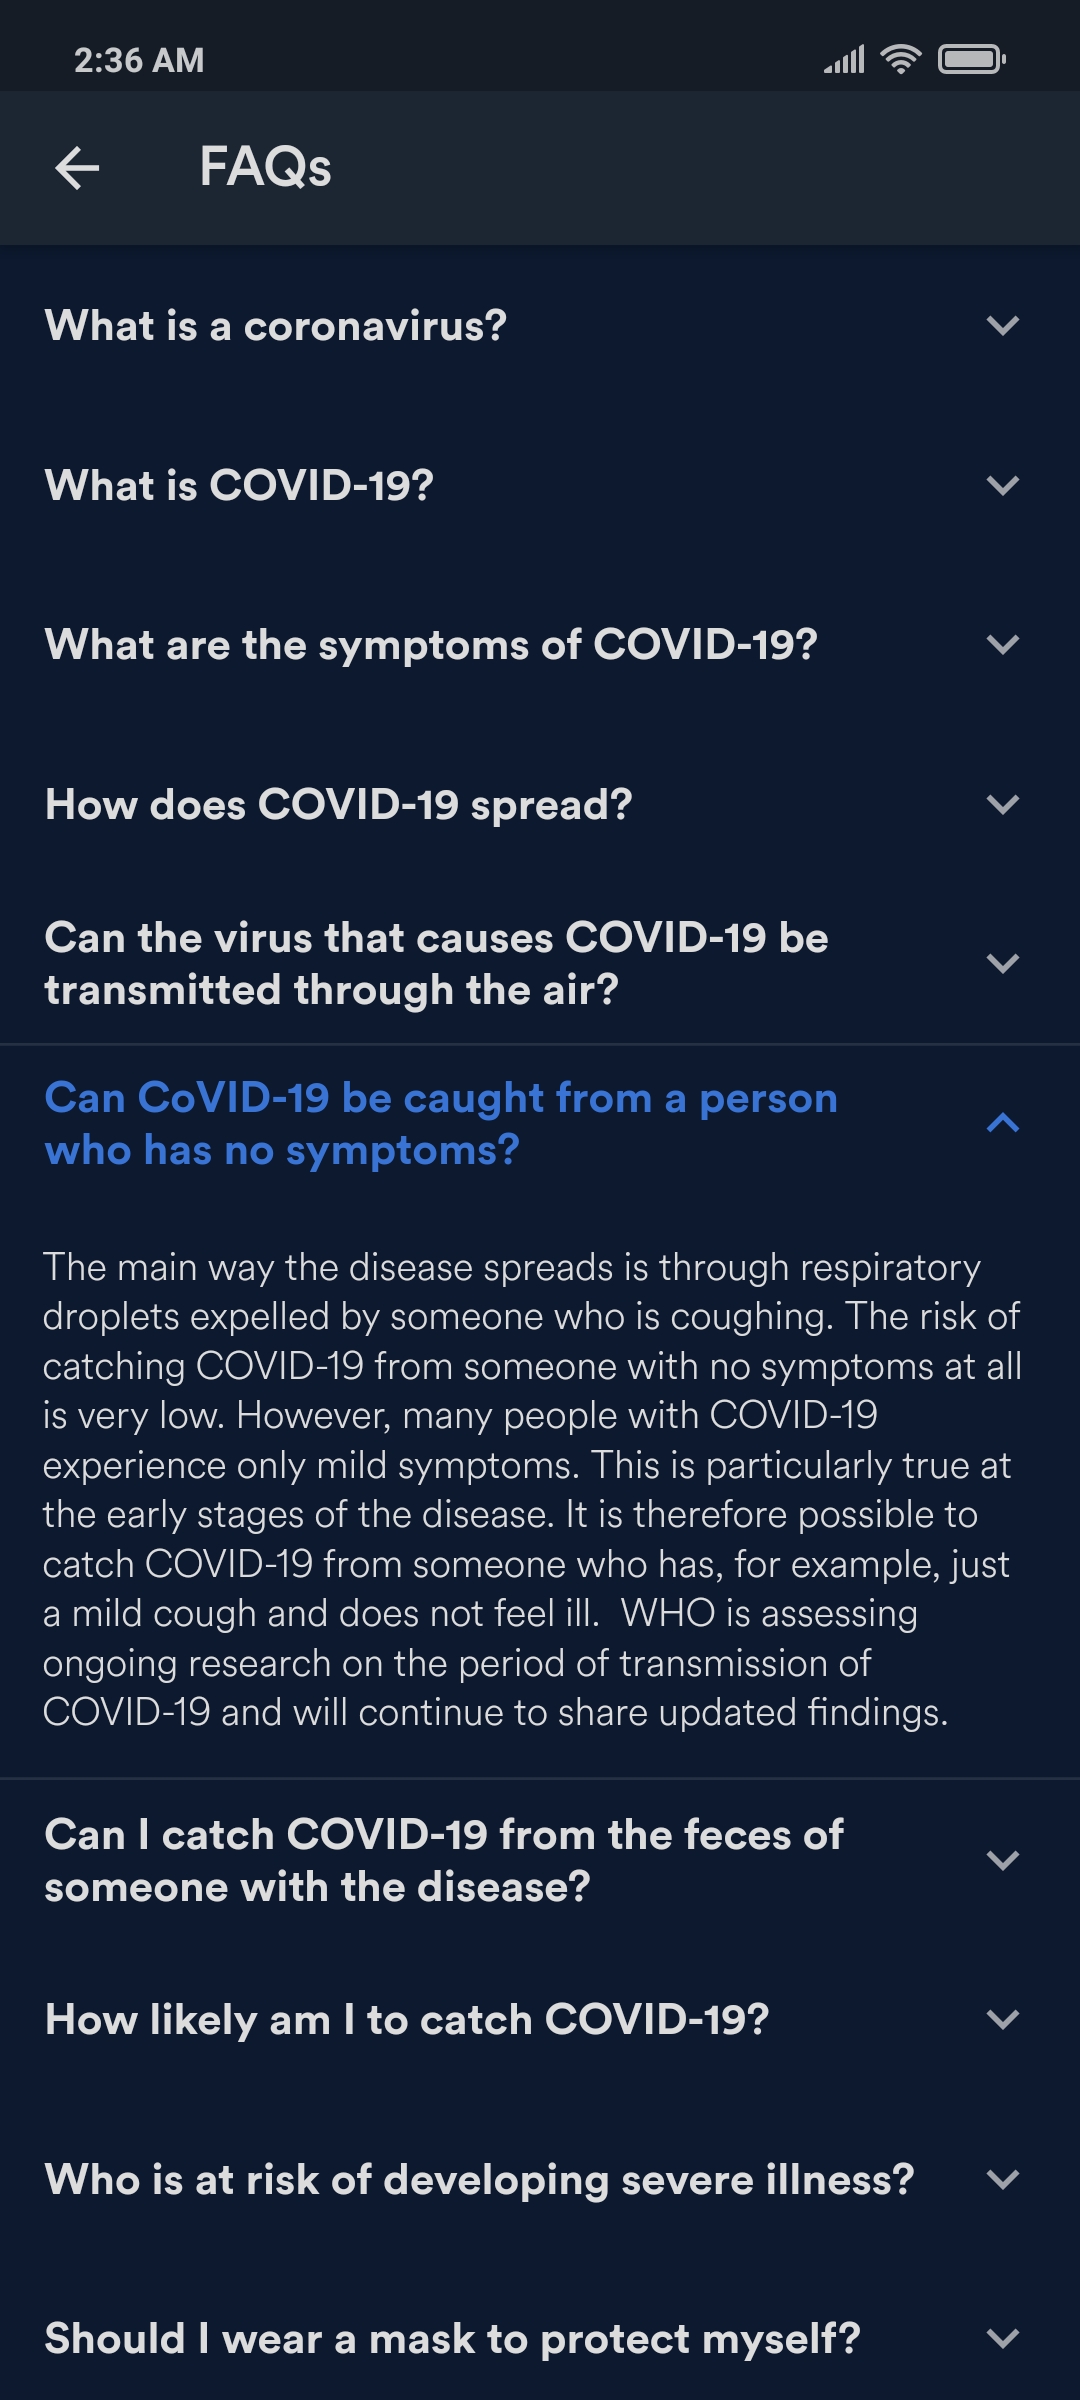 2:36 AM
FAQs
What is a coronavirus?
What is COVID-19?
What are the symptoms of COVID-19?
How does COVID-19 spread?
Can the virus that causes COVID-19 be
transmitted through the air?
Can CoVID-19 be caught from a person
who has no symptoms?
The main way the disease spreads is through respiratory
droplets expelled by someone who is coughing. The risk of
catching COVID-19 from someone with no symptoms at all
is very low. However, many people with COVID-19
experience only mild symptoms. This is particularly true at
the early stages of the disease. It is therefore possible to
catch COVID-19 from someone who has, for example, just
a mild cough and does not feel ill.  WHO is assessing
ongoing research on the period of transmission of
COVID-19 and will continue to share updated findings.
Can I catch COVID-19 from the feces of
someone with the disease?
How likely am I to catch COVID-19?
Who is at risk of developing severe illness?
Should I wear a mask to protect myself?